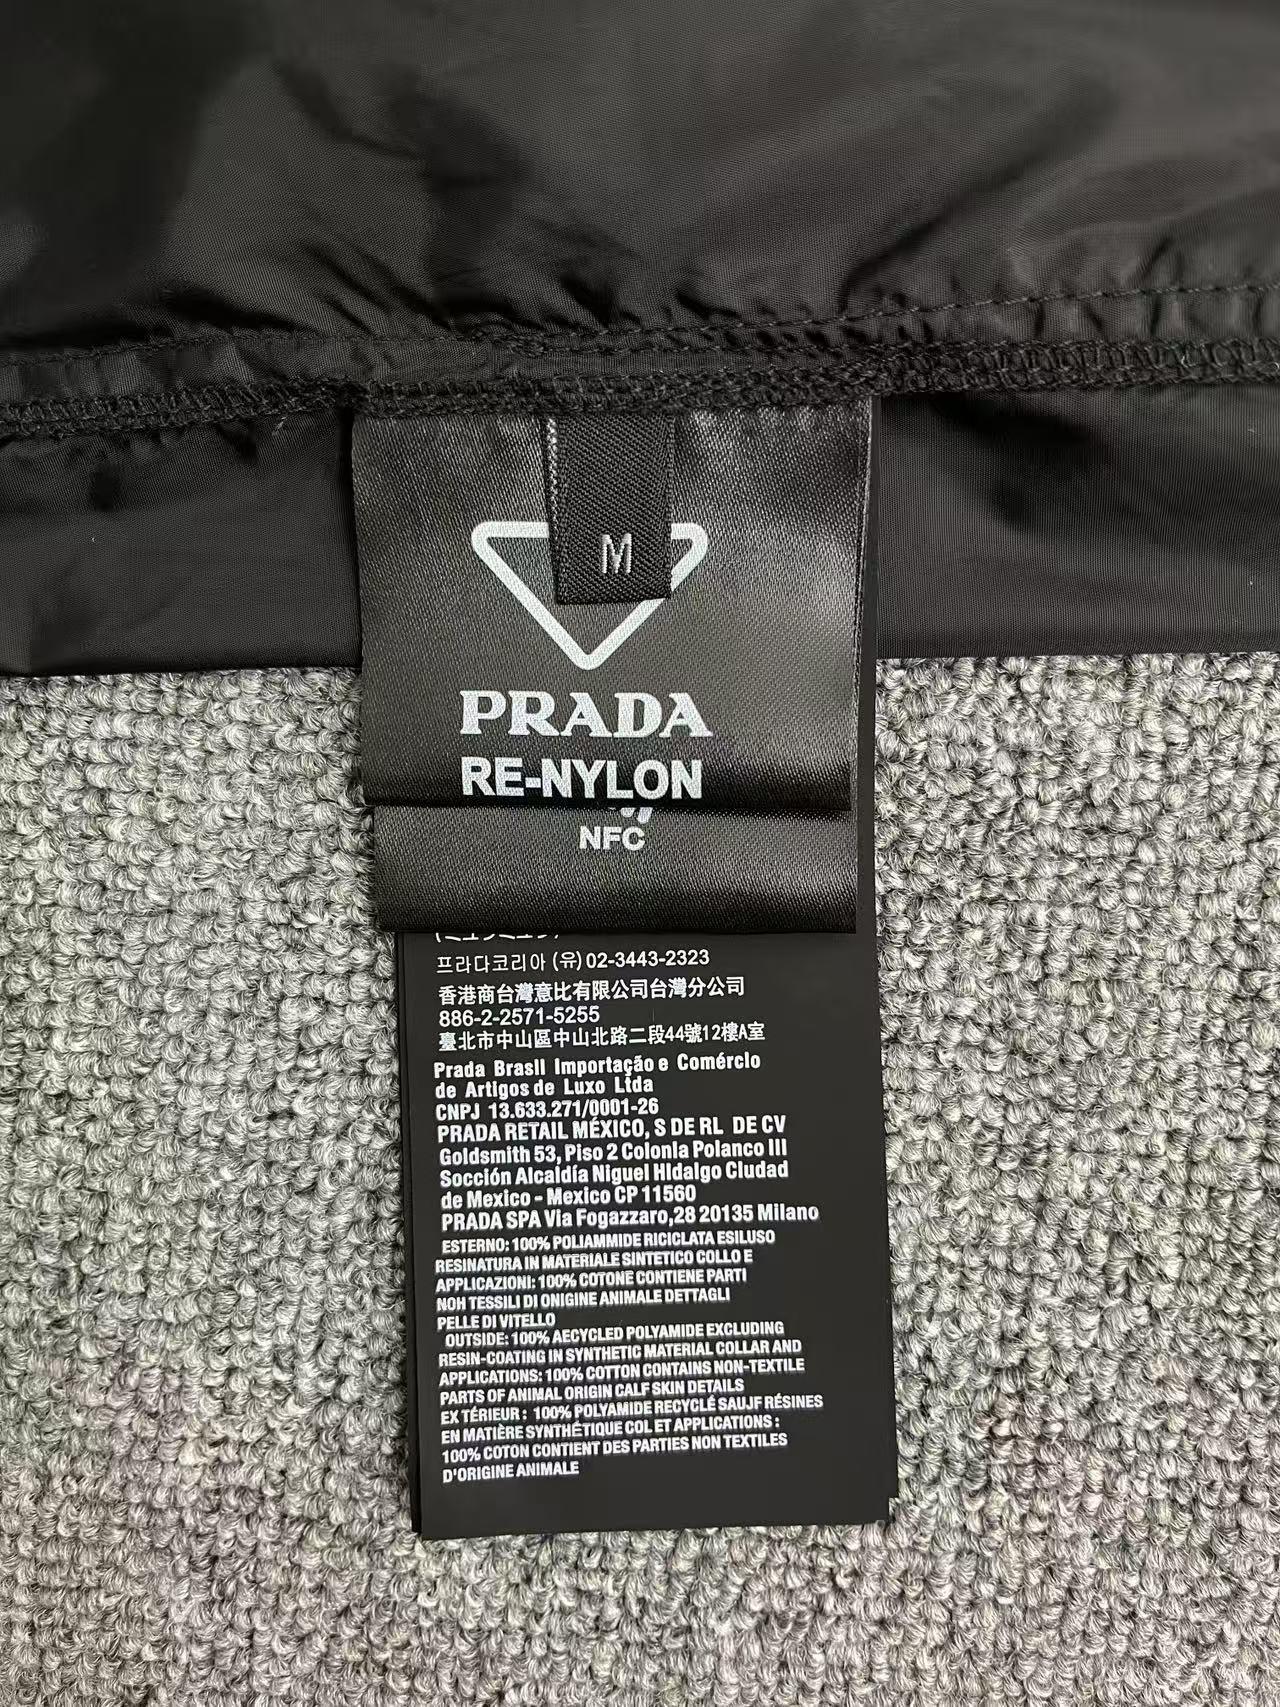 M
PRADA
RE-NYLON
NFC
프라다코리아 (유) 02-3443-2323
香港商台灣意比有限公司台灣分公司
886-2-2571-5255
臺北市中山區中山北路二段44號12樓A室
Prada Brasil Importação e Comércio
de Artigos de Luxo Ltda
CNPJ 13.633.271/0001-26
PRADA RETAIL MÉXICO, S DE RL DE CV
Goldsmith 53, Piso 2 Colonla Polanco III
Socción Alcaldía Niguel Hldalgo Cludad
de Mexico - Mexico CP 11560
PRADA SPA Via Fogazzaro,28 20135 Milano
ESTERNO: 100% POLIAMMIDE RICICLATA ESILUSO
RESINATURA IN MATERIALE SINTETICO COLLO E
APPLICAZIONI: 100% COTONE CONTIENE PARTI
NOH TESSILI DI ORIGINE ANIMALE DETTAGLI
PELLE DI VITELLO
OUTSIDE: 100% AECYCLED POLYAMIDE EXCLUDING
RESIN-COATING IN SYNTHETIC MATERIAL COLLAR AND
APPLICATIONS: 100% COTTON CONTAINS NON-TEXTILE
PARTS OF ANIMAL ORIGIN CALF SKIN DETAILS
EX TÉRIEUR : 100% POLYAMIDE RECYCLÉ SAUJF RÉSINES
EN MATIÈRE SYNTHÉTIQUE COL ET APPLICATIONS :
100% COTON CONTIENT DES PARTIES NON TEXTILES
D'ORIGINE ANIMALE